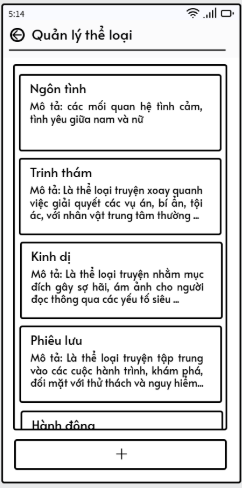 5:14
Quản lý thể loại
Ngôn tình
Mô tả: các mối quan hệ tình cảm,
tình yêu giữa nam và nữ
Trinh thám
Mô tả: Là thể loại truyện xoay quanh
việc giải quyết các vụ án, bí ẩn, tội
ác, với nhân vật trung tâm thường ...
Kinh dị
Mô tả: Là thể loại truyện nhằm mục
đích gây sợ hãi, ám ảnh cho người
đọc thông qua các yếu tố siêu ...
Phiêu lưu
Mô tả: Là thể loại truyện tập trung
vào các cuộc hành trình, khám phá,
đối mặt với thử thách và nguy hiểm...
Hành động
+